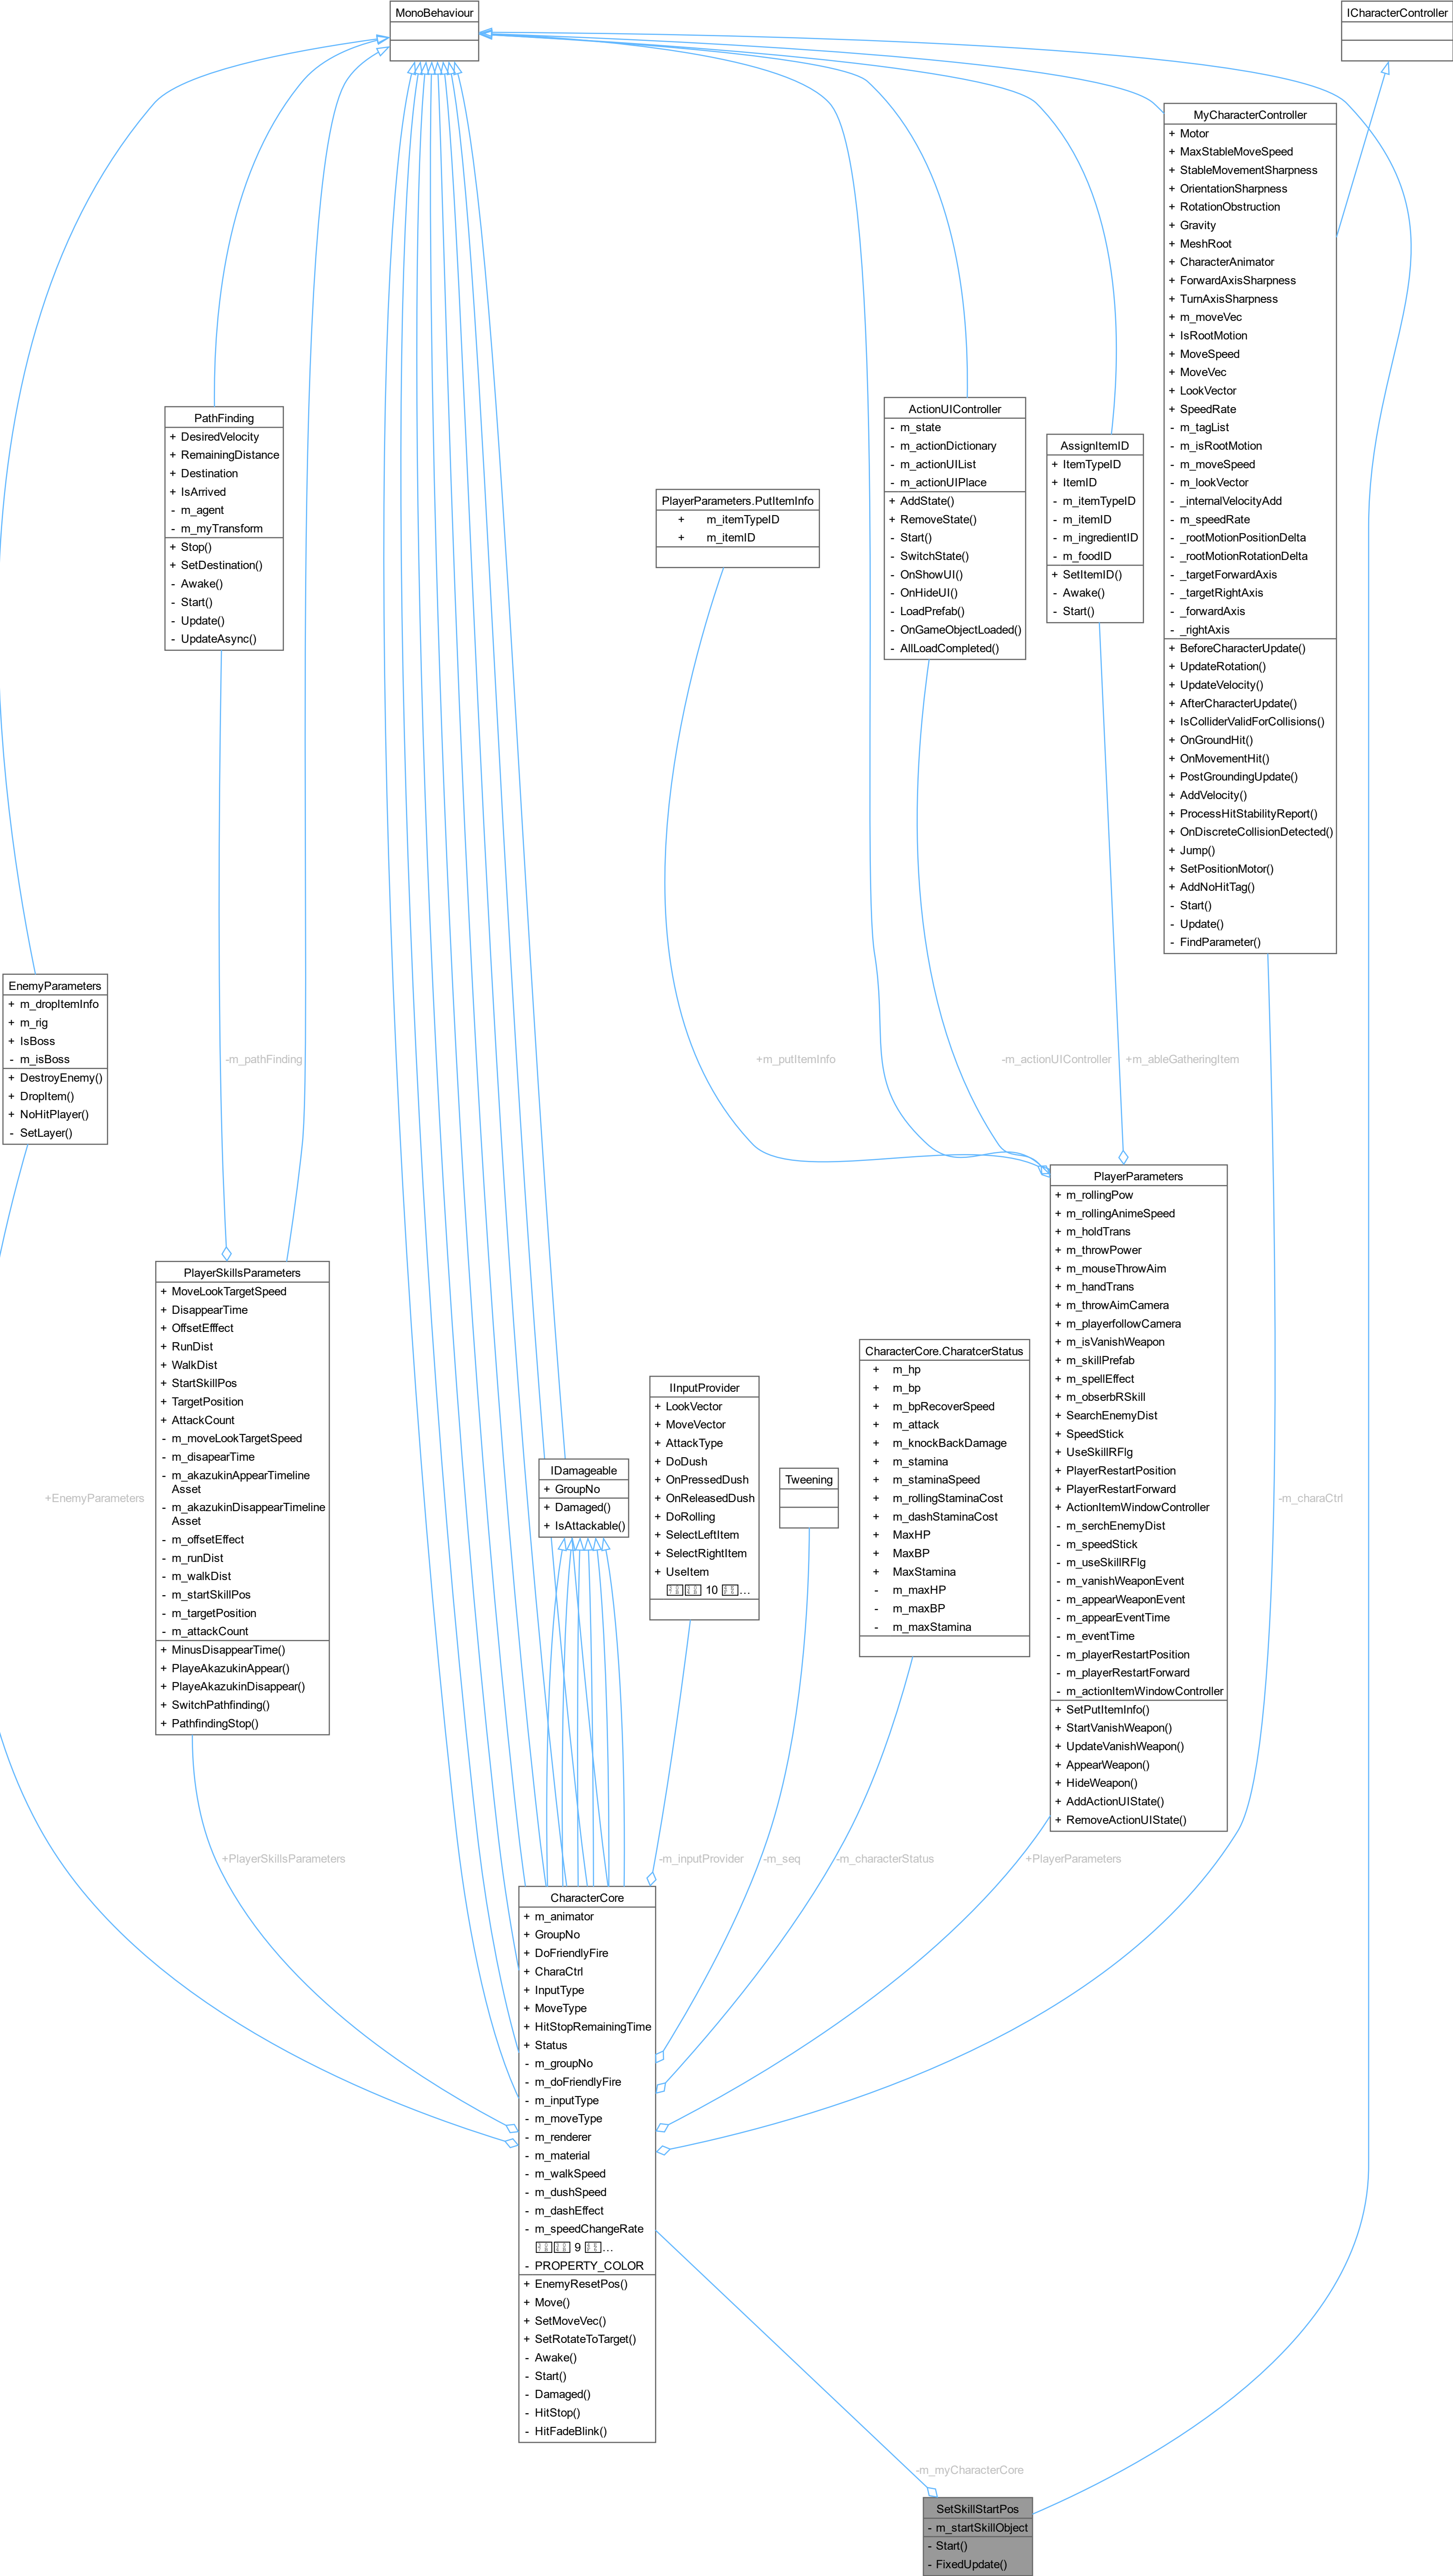 MonoBehaviour
ICharacterController
MyCharacterController
+ Motor
+ MaxStableMoveSpeed
+ StableMovementSharpness
+ OrientationSharpness
+ RotationObstruction
+ Gravity
+ MeshRoot
+ CharacterAnimator
+ ForwardAxisSharpness
+ TurnAxisSharpness
+ m_moveVec
+ IsRootMotion
+ MoveSpeed
+ MoveVec
+ LookVector
+ SpeedRate
- m_tagList
- m_isRootMotion
- m_moveSpeed
- m_lookVector
- _internalVelocityAdd
- m_speedRate
- _rootMotionPositionDelta
- _rootMotionRotationDelta
- _targetForwardAxis
- _targetRightAxis
- _forwardAxis
- _rightAxis
+ BeforeCharacterUpdate()
+ UpdateRotation()
+ UpdateVelocity()
+ AfterCharacterUpdate()
+ IsColliderValidForCollisions()
+ OnGroundHit()
+ OnMovementHit()
+ PostGroundingUpdate()
+ AddVelocity()
+ ProcessHitStabilityReport()
+ OnDiscreteCollisionDetected()
+ Jump()
+ SetPositionMotor()
+ AddNoHitTag()
- Start()
- Update()
- FindParameter()
PathFinding
+ DesiredVelocity
+ RemainingDistance
+ Destination
+ IsArrived
- m_agent
- m_myTransform
+ Stop()
+ SetDestination()
- Awake()
- Start()
- Update()
- UpdateAsync()
ActionUIController
- m_state
- m_actionDictionary
- m_actionUIList
- m_actionUIPlace
+ AddState()
+ RemoveState()
- Start()
- SwitchState()
- OnShowUI()
- OnHideUI()
- LoadPrefab()
- OnGameObjectLoaded()
- AllLoadCompleted()
AssignItemID
+ ItemTypeID
+ ItemID
- m_itemTypeID
- m_itemID
- m_ingredientID
- m_foodID
+ SetItemID()
- Awake()
- Start()
PlayerParameters.PutItemInfo
+ m_itemTypeID
+ m_itemID
EnemyParameters
+ m_dropItemInfo
+ m_rig
+ IsBoss
- m_isBoss
+ DestroyEnemy()
+ DropItem()
+ NoHitPlayer()
- SetLayer()
-m_pathFinding
+m_putItemInfo
-m_actionUIController
+m_ableGatheringItem
PlayerParameters
+ m_rollingPow
+ m_rollingAnimeSpeed
+ m_holdTrans
+ m_throwPower
+ m_mouseThrowAim
+ m_handTrans
+ m_throwAimCamera
+ m_playerfollowCamera
+ m_isVanishWeapon
+ m_skillPrefab
+ m_spellEffect
+ m_obserbRSkill
+ SearchEnemyDist
+ SpeedStick
+ UseSkillRFlg
+ PlayerRestartPosition
+ PlayerRestartForward
+ ActionItemWindowController
- m_serchEnemyDist
- m_speedStick
- m_useSkillRFlg
- m_vanishWeaponEvent
- m_appearWeaponEvent
- m_appearEventTime
- m_eventTime
- m_playerRestartPosition
- m_playerRestartForward
- m_actionItemWindowController
+ SetPutItemInfo()
+ StartVanishWeapon()
+ UpdateVanishWeapon()
+ AppearWeapon()
+ HideWeapon()
+ AddActionUIState()
+ RemoveActionUIState()
PlayerSkillsParameters
+ MoveLookTargetSpeed
+ DisappearTime
+ OffsetEfffect
+ RunDist
+ WalkDist
+ StartSkillPos
+ TargetPosition
+ AttackCount
- m_moveLookTargetSpeed
- m_disapearTime
- m_akazukinAppearTimeline
Asset
- m_akazukinDisappearTimeline
Asset
- m_offsetEffect
- m_runDist
- m_walkDist
- m_startSkillPos
- m_targetPosition
- m_attackCount
+ MinusDisappearTime()
+ PlayeAkazukinAppear()
+ PlayeAkazukinDisappear()
+ SwitchPathfinding()
+ PathfindingStop()
CharacterCore.CharatcerStatus
+ m_hp
+ m_bp
+ m_bpRecoverSpeed
+ m_attack
+ m_knockBackDamage
+ m_stamina
+ m_staminaSpeed
+ m_rollingStaminaCost
+ m_dashStaminaCost
+ MaxHP
+ MaxBP
+ MaxStamina
- m_maxHP
- m_maxBP
- m_maxStamina
IInputProvider
+ LookVector
+ MoveVector
+ AttackType
+ DoDush
+ OnPressedDush
+ OnReleasedDush
+ DoRolling
+ SelectLeftItem
+ SelectRightItem
+ UseItem
10 ...
IDamageable
+ GroupNo
+ Damaged()
+ IsAttackable()
Tweening
+EnemyParameters
-m_charaCtrl
+PlayerSkillsParameters
-m_inputProvider
-m_seq
-m_characterStatus
+PlayerParameters
CharacterCore
+ m_animator
+ GroupNo
+ DoFriendlyFire
+ CharaCtrl
+ InputType
+ MoveType
+ HitStopRemainingTime
+ Status
- m_groupNo
- m_doFriendlyFire
- m_inputType
- m_moveType
- m_renderer
- m_material
- m_walkSpeed
- m_dushSpeed
- m_dashEffect
- m_speedChangeRate
9 ...
- PROPERTY_COLOR
+ EnemyResetPos()
+ Move()
+ SetMoveVec()
+ SetRotateToTarget()
- Awake()
- Start()
- Damaged()
- HitStop()
- HitFadeBlink()
-m_myCharacterCore
SetSkillStartPos
- m_startSkillObject
- Start()
- FixedUpdate()